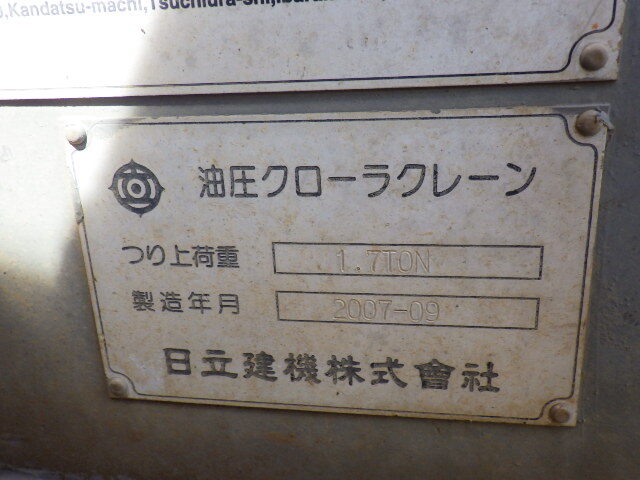 Kandatsu-machi, Tsuchiura-shi, Ibara
油圧クローラクレーン
つり上荷重 1.7TON
製造年月 2007-09
日立建機株式會社